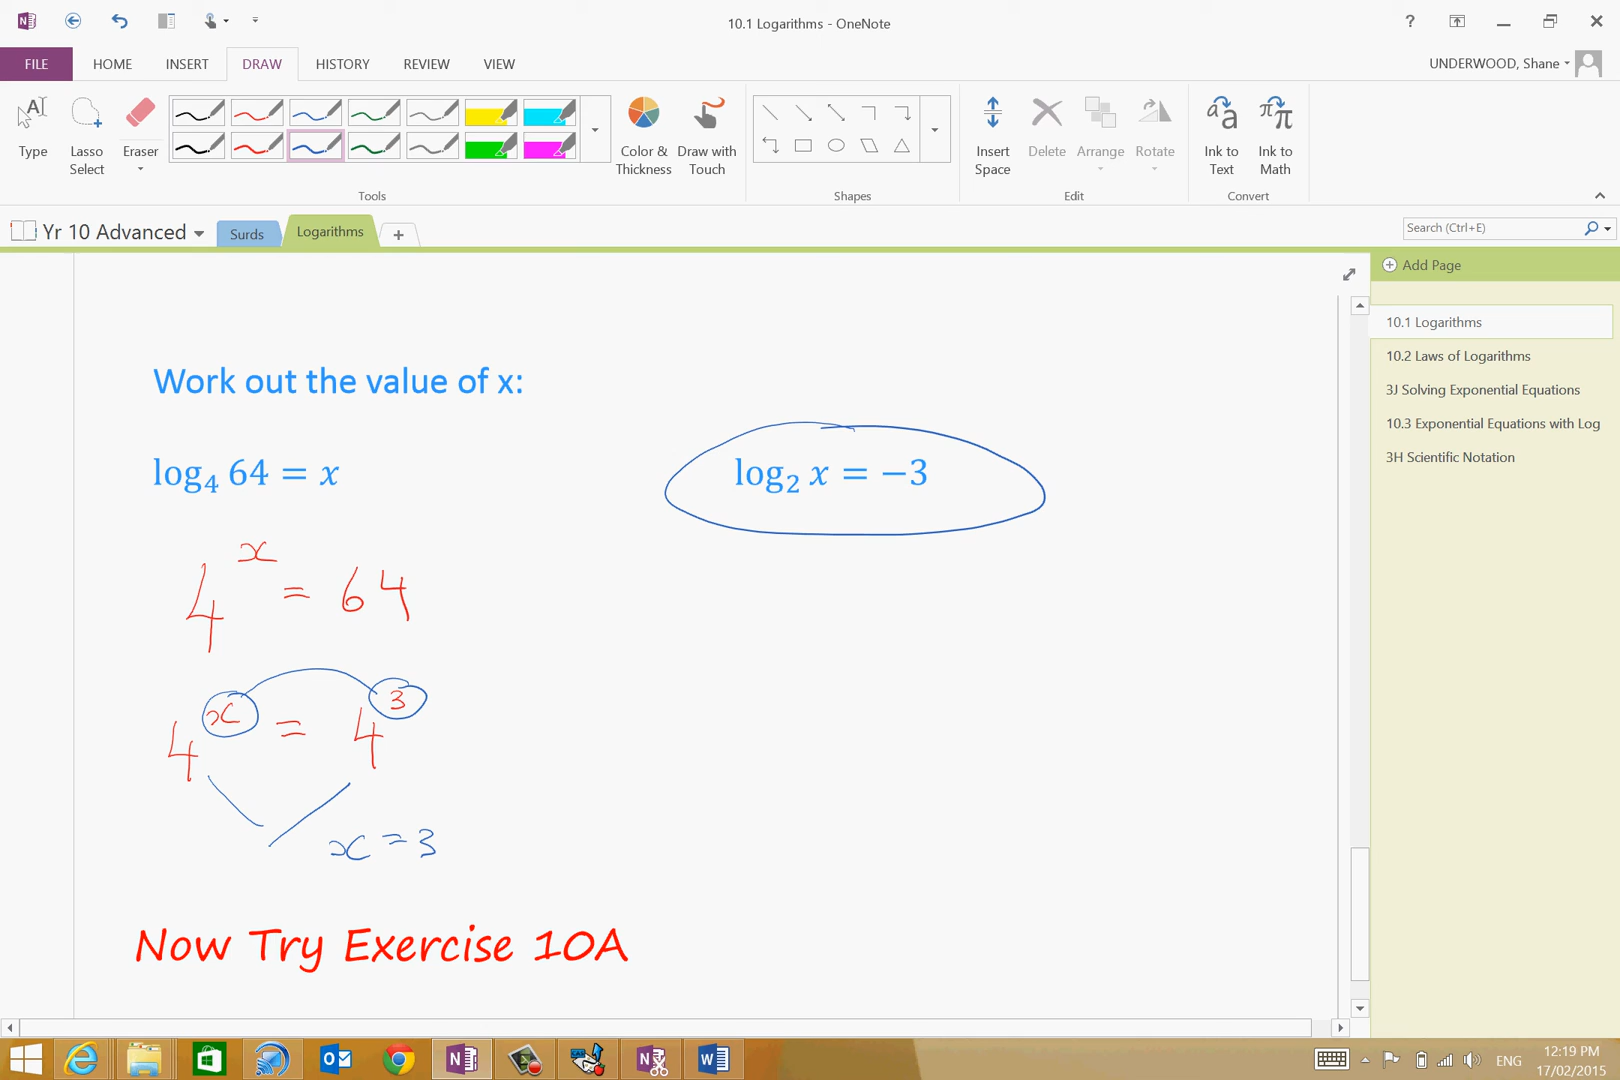 10.1 Logarithms - OneNote
?
FILE HOME INSERT DRAW HISTORY REVIEW VIEW
UNDERWOOD, Shane
Type
Lasso Select
Eraser
Color & Thickness
Draw with Touch
Insert Space
Delete
Arrange
Rotate
Ink to Text
Ink to Math
Tools
Shapes
Edit
Convert
Yr 10 Advanced
Surds
Logarithms
Search (Ctrl+E)
Add Page
10.1 Logarithms
10.2 Laws of Logarithms
3J Solving Exponential Equations
10.3 Exponential Equations with Log
3H Scientific Notation
Work out the value of x:
log₄ 64 = x
log₂ x = −3
4ˣ = 64
4ˣ = 4³
x = 3
Now Try Exercise 10A
ENG
12:19 PM
17/02/2015